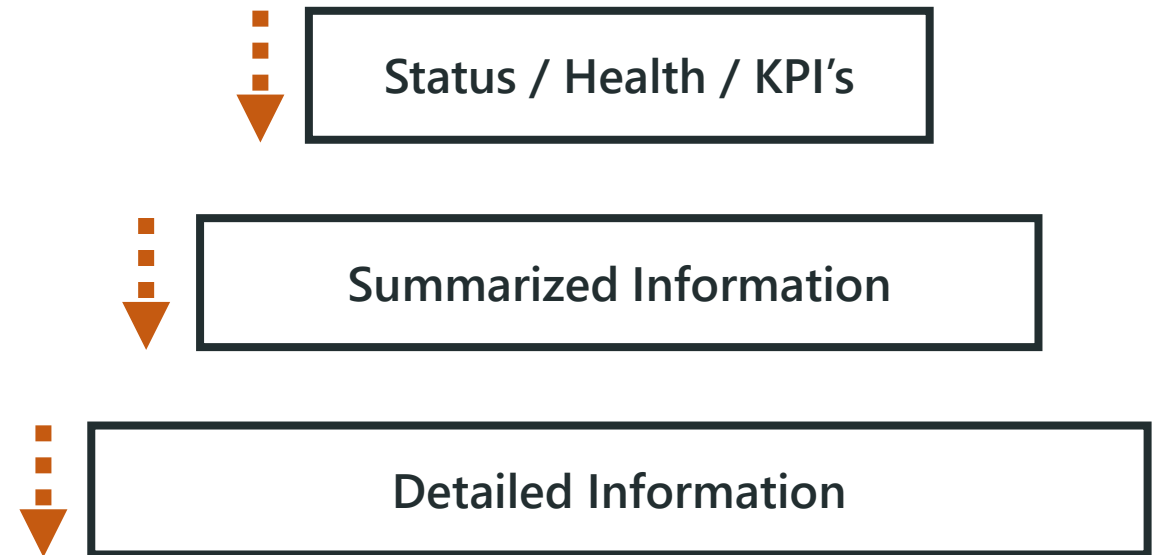 Status / Health / KPI’s
Summarized Information
Detailed Information